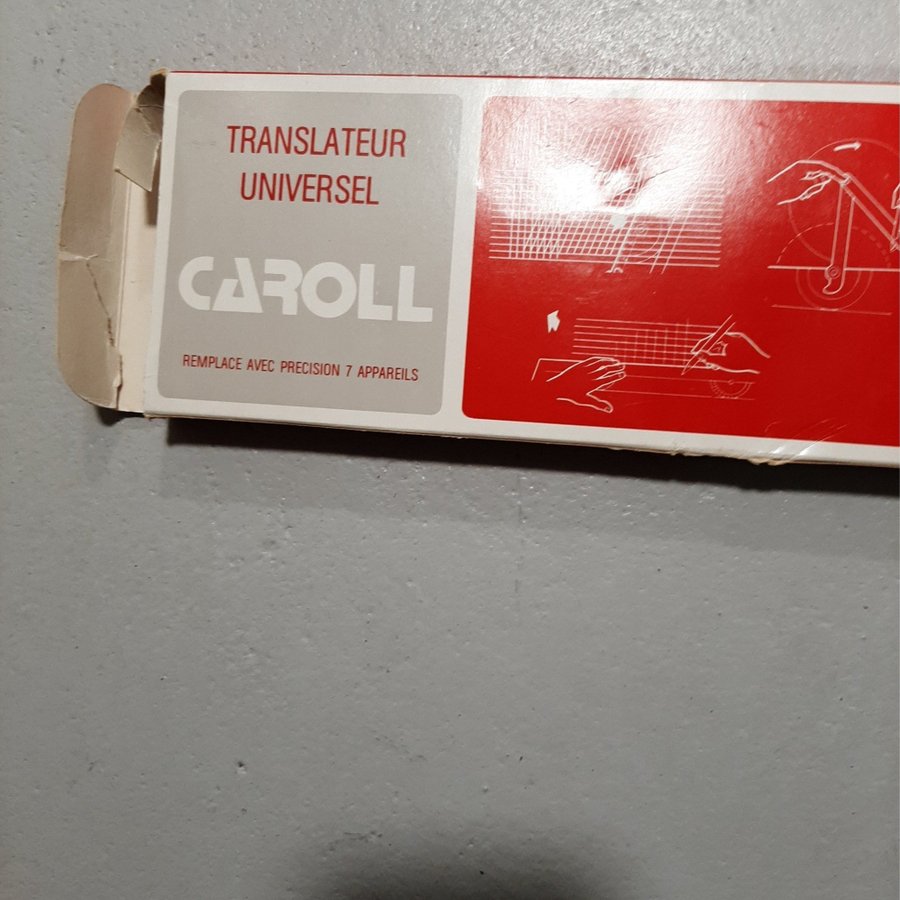 TRANSLATEUR
UNIVERSEL
CAROLL
REMPLACE AVEC PRECISION 7 APPAREILS